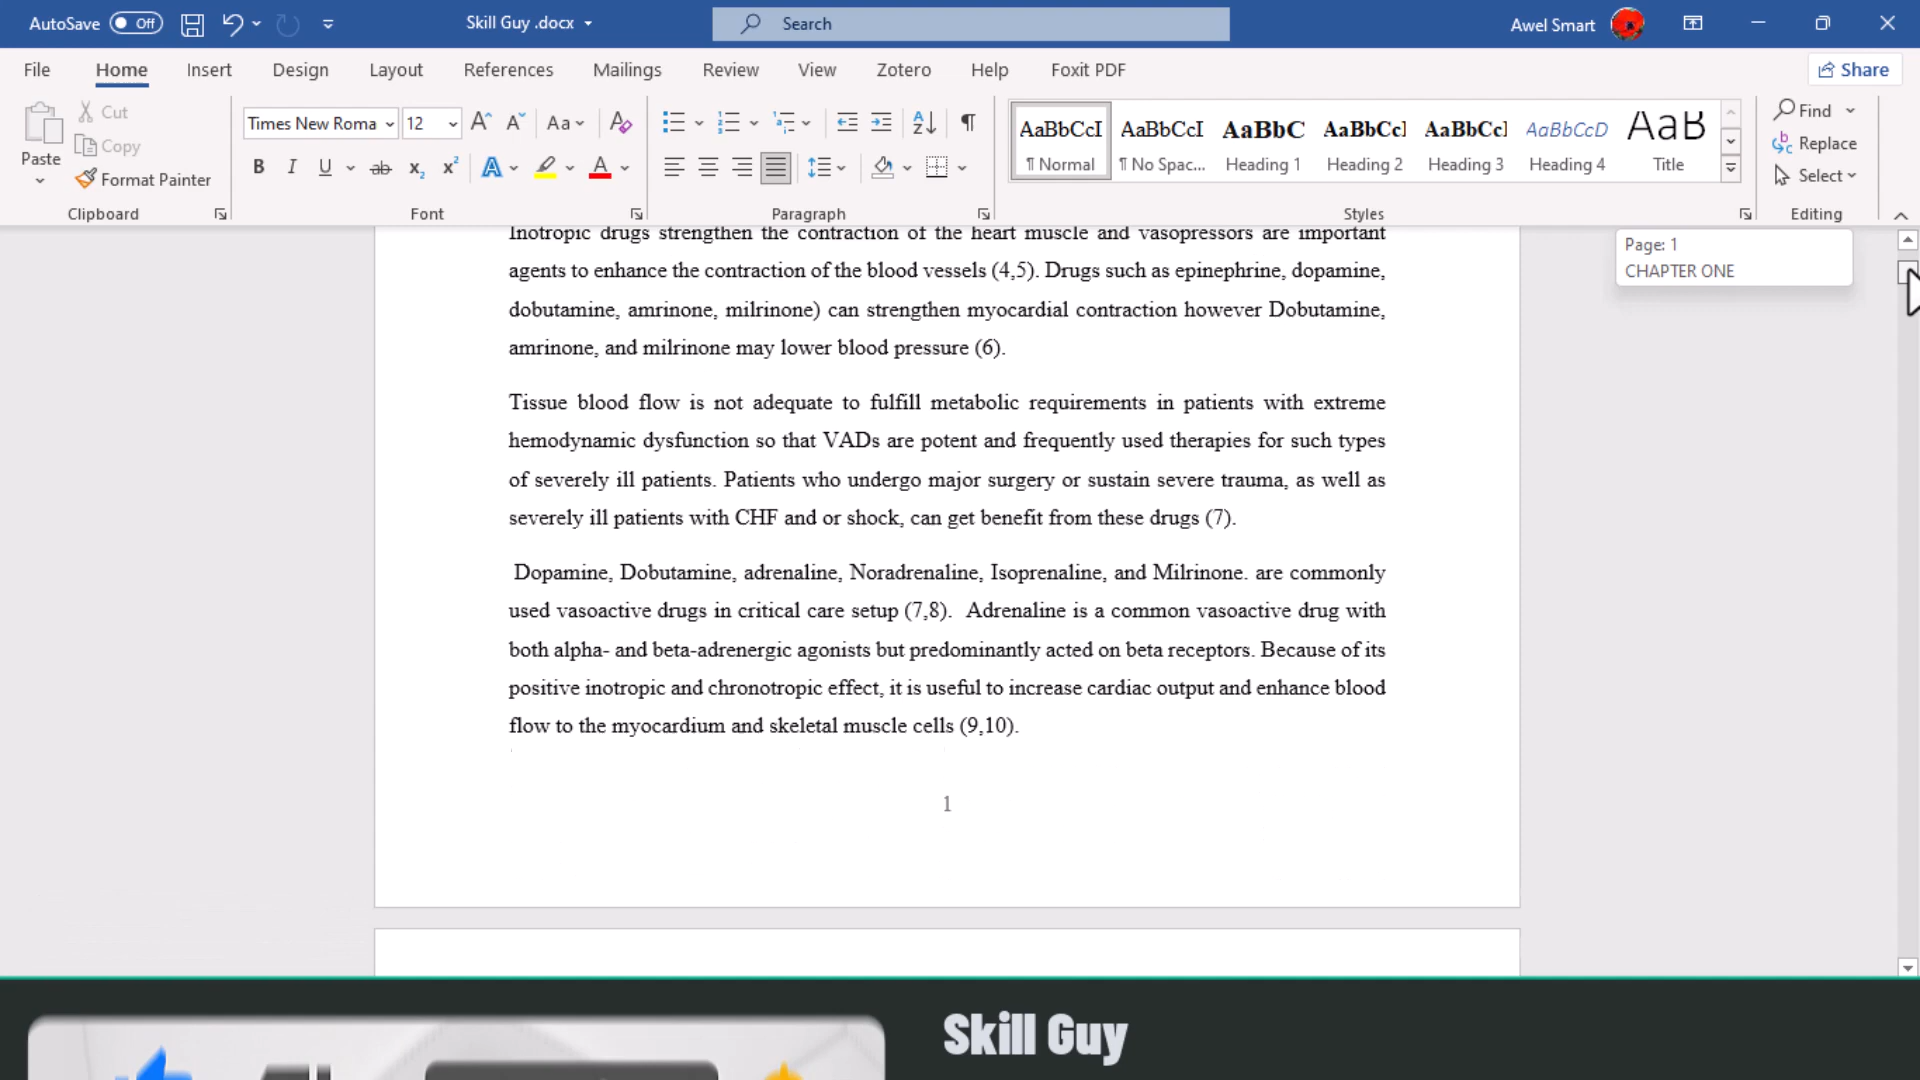 AutoSave Off Skill Guy .docx Search Awel Smart
File Home Insert Design Layout References Mailings Review View Zotero Help Foxit PDF Share
Paste Cut Copy Format Painter Clipboard
Times New Roma 12 Aa A B I U ab x₂ x² A A Font
Paragraph
AaBbCcI ¶ Normal
AaBbCcI ¶ No Spac...
AaBbC Heading 1
AaBbCcI Heading 2
AaBbCcI Heading 3
AaBbCcD Heading 4
AaB Title
Styles
Find Replace Select Editing
Page: 1
CHAPTER ONE
Inotropic drugs strengthen the contraction of the heart muscle and vasopressors are important
agents to enhance the contraction of the blood vessels (4,5). Drugs such as epinephrine, dopamine,
dobutamine, amrinone, milrinone) can strengthen myocardial contraction however Dobutamine,
amrinone, and milrinone may lower blood pressure (6).
Tissue blood flow is not adequate to fulfill metabolic requirements in patients with extreme
hemodynamic dysfunction so that VADs are potent and frequently used therapies for such types
of severely ill patients. Patients who undergo major surgery or sustain severe trauma, as well as
severely ill patients with CHF and or shock, can get benefit from these drugs (7).
Dopamine, Dobutamine, adrenaline, Noradrenaline, Isoprenaline, and Milrinone. are commonly
used vasoactive drugs in critical care setup (7,8). Adrenaline is a common vasoactive drug with
both alpha- and beta-adrenergic agonists but predominantly acted on beta receptors. Because of its
positive inotropic and chronotropic effect, it is useful to increase cardiac output and enhance blood
flow to the myocardium and skeletal muscle cells (9,10).
1
Skill Guy